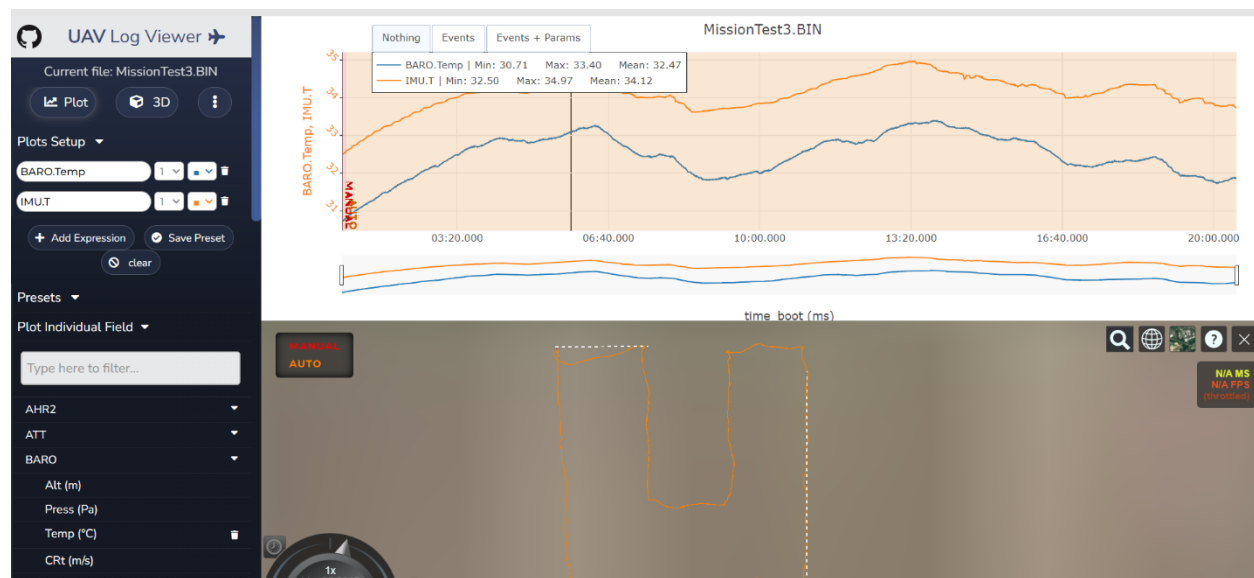 UAV Log Viewer
Current file: MissionTest3.BIN
Plot
3D
Plots Setup
BARO.Temp
1
IMU.T
1
Add Expression
Save Preset
clear
Presets
Plot Individual Field
Type here to filter...
AHR2
ATT
BARO
Alt (m)
Press (Pa)
Temp (°C)
CRt (m/s)
Nothing
Events
Events + Params
MissionTest3.BIN
BARO.Temp | Min: 30.71 Max: 33.40 Mean: 32.47
IMU.T | Min: 32.50 Max: 34.97 Mean: 34.12
BARO.Temp, IMU.T
35
34
33
32
31
MANUAL
AUTO
03:20.000
06:40.000
10:00.000
13:20.000
16:40.000
20:00.000
time_boot (ms)
MANUAL
AUTO
?
N/A MS
N/A FPS
(throttled)
1x